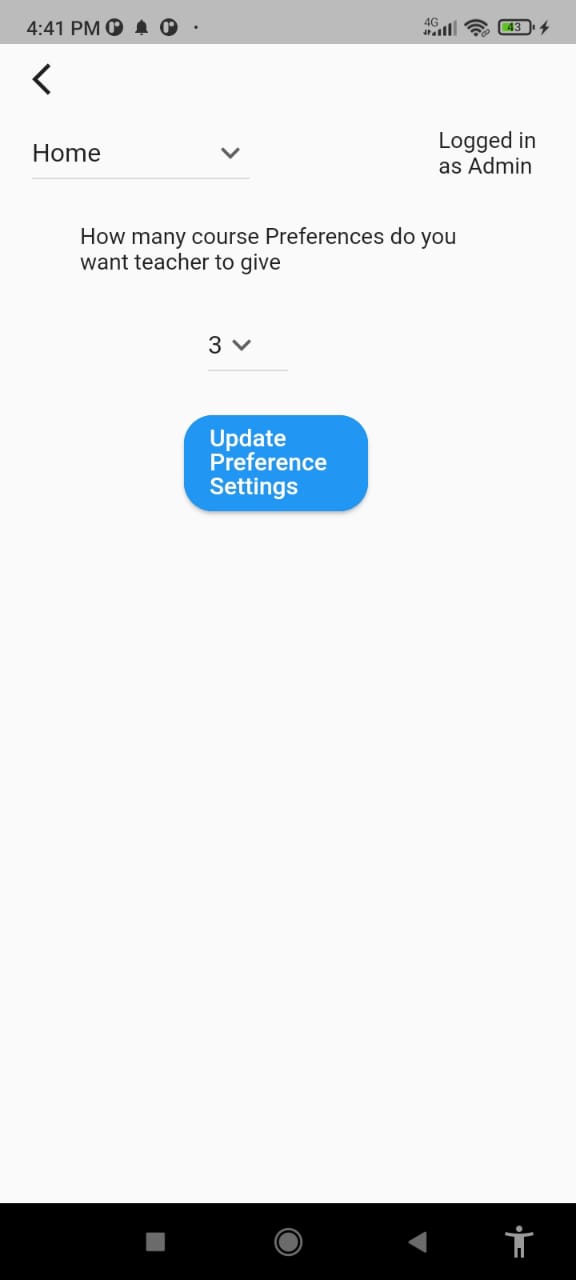 4:41 PM
4G
43
Home
Logged in
as Admin
How many course Preferences do you
want teacher to give
3
Update
Preference
Settings